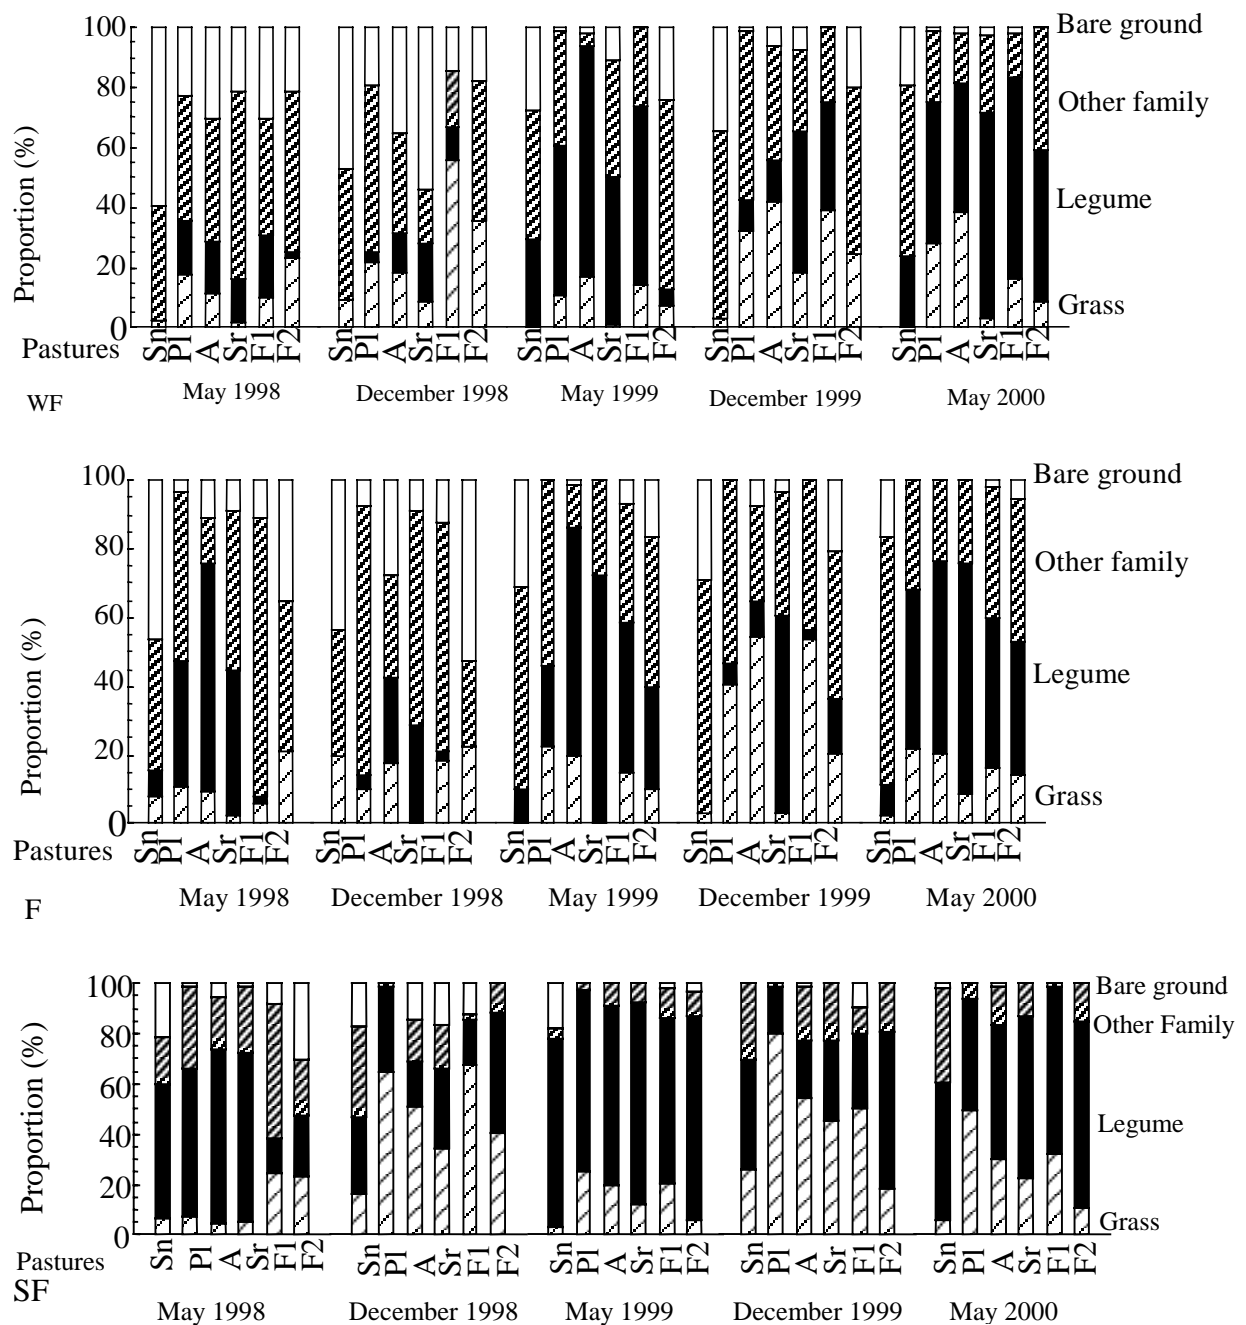 100
80
60
40
20
0
Proportion (%)
Bare ground
Other family
Legume
Grass
Pastures
Sn Pl A Sr F1 F2 Sn Pl A Sr F1 F2 Sn Pl A Sr F1 F2 Sn Pl A Sr F1 F2 Sn Pl A Sr F1 F2
May 1998 December 1998 May 1999 December 1999 May 2000
WF
100
80
60
40
20
0
Proportion (%)
Bare ground
Other family
Legume
Grass
Pastures
Sn Pl A Sr F1 F2 Sn Pl A Sr F1 F2 Sn Pl A Sr F1 F2 Sn Pl A Sr F1 F2 Sn Pl A Sr F1 F2
May 1998 December 1998 May 1999 December 1999 May 2000
F
100
80
60
40
20
0
Proportion (%)
Bare ground
Other Family
Legume
Grass
Pastures
Sn Pl A Sr F1 F2 Sn Pl A Sr F1 F2 Sn Pl A Sr F1 F2 Sn Pl A Sr F1 F2 Sn Pl A Sr F1 F2
SF
May 1998 December 1998 May 1999 December 1999 May 2000